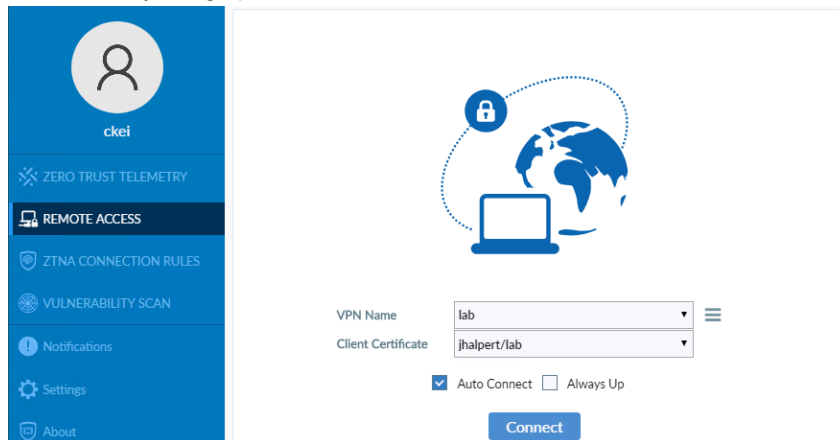 ckei
ZERO TRUST TELEMETRY
REMOTE ACCESS
ZTNA CONNECTION RULES
VULNERABILITY SCAN
Notifications
Settings
About
VPN Name lab
Client Certificate jhalpert/lab
Auto Connect Always Up
Connect